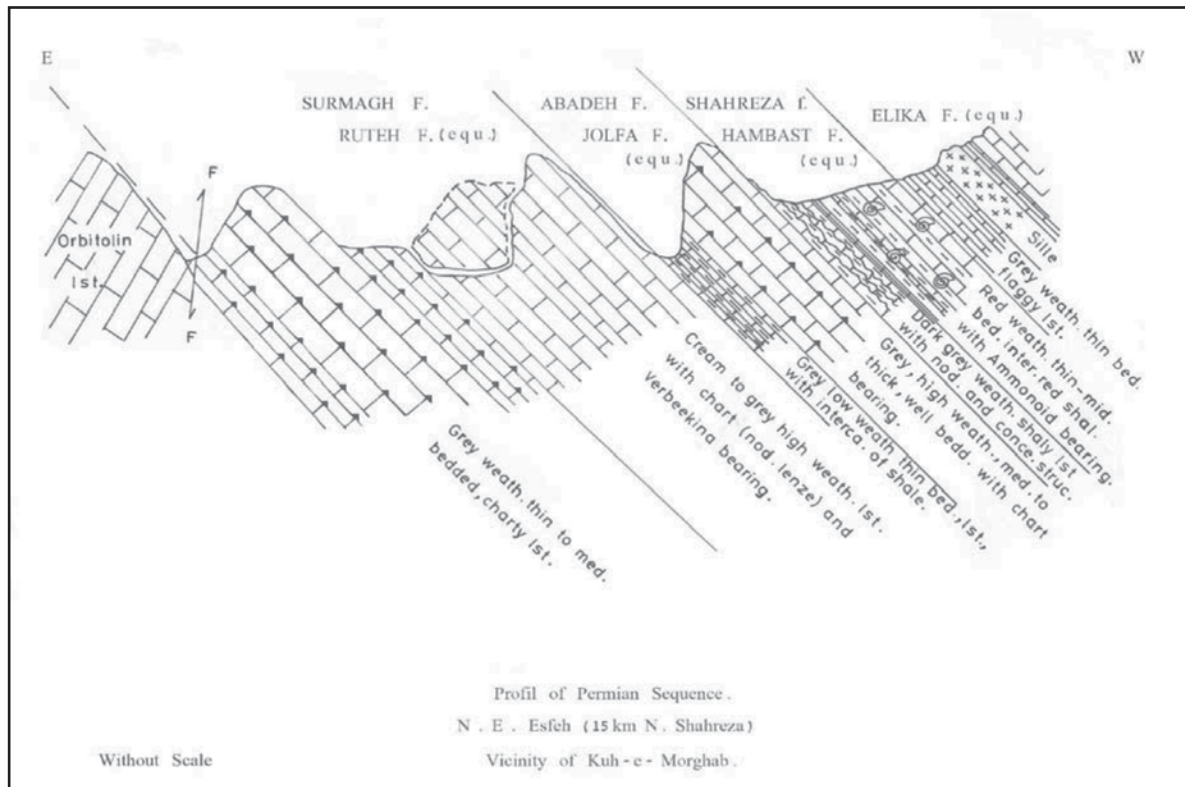 E
W
SURMAGH F.
RUTEH F. (equ.)
ABADEH F.
JOLFA F.
(equ.)
SHAHREZA f.
HAMBAST F.
(equ.)
ELIKA F. (equ.)
Orbitolin
lst.
F
F
Grey weath. thin to med.
bedded, charty lst.
Cream to grey high weath. lst.
with chart (nod. lenze) and
Verbeekina bearing.
Grey low weath thin bed., lst.,
with interca. of shale.
Grey, high weath., med. to
thick, well bedd. with chart
bearing.
Dark grey weath. shaly lst
with nod. and conce. struc.
Red weath. thin-mid.
bed. inter. red shal.
with Ammonoid bearing.
Grey weath. thin bed.
flaggy lst.
Sille
Profil of Permian Sequence.
N. E. Esfeh (15 km N. Shahreza)
Without Scale
Vicinity of Kuh-e-Morghab.